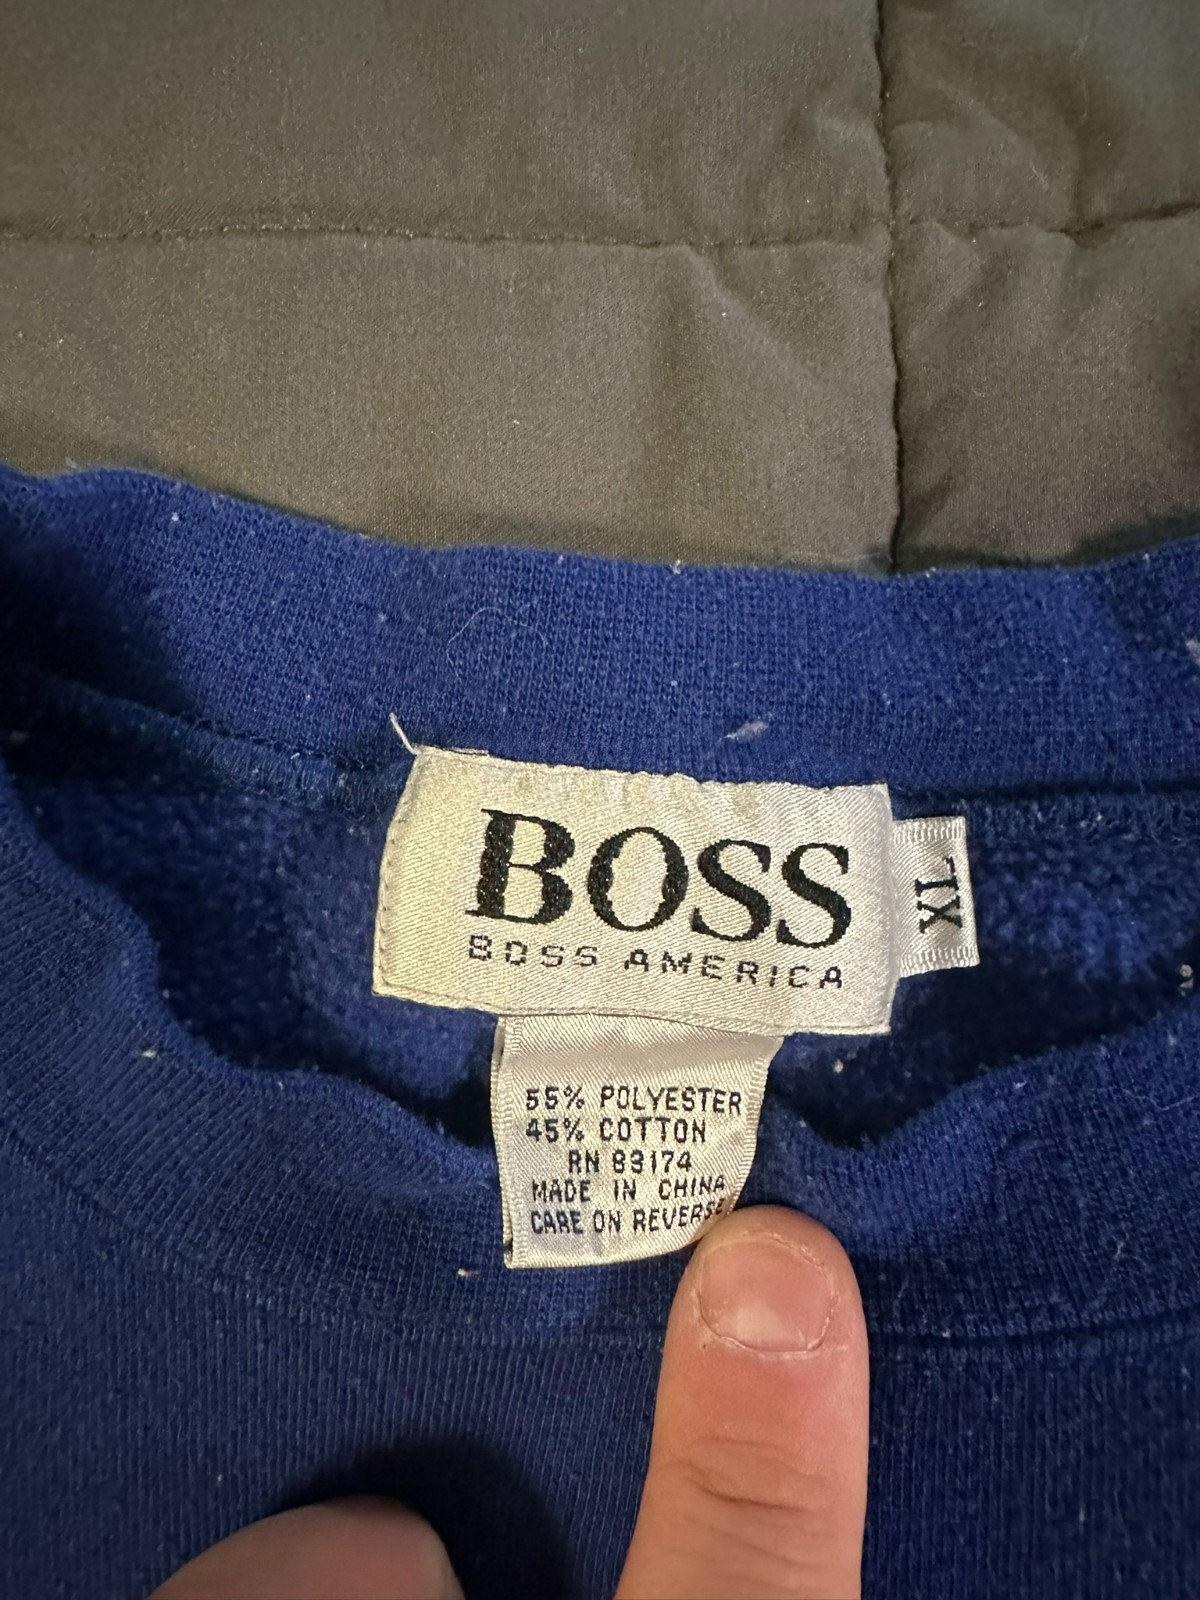 BOSS
BOSS AMERICA
XL
55% POLYESTER
45% COTTON
RN 83174
MADE IN CHINA
CARE ON REVERSE